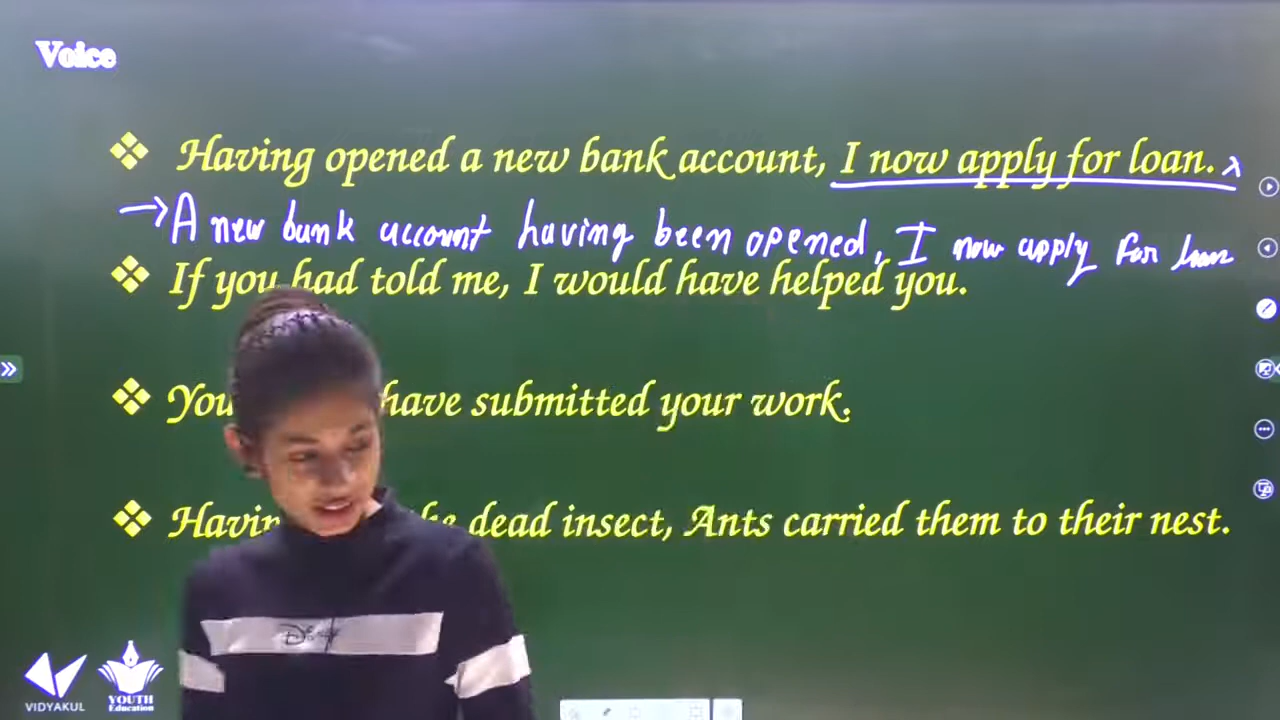 Voice
Having opened a new bank account, I now apply for loan.
→ A new bank account having been opened, I now apply for loan
If you had told me, I would have helped you.
have submitted your work.
dead insect, Ants carried them to their nest.
Disney
VIDYAKUL
YOUTH
Education